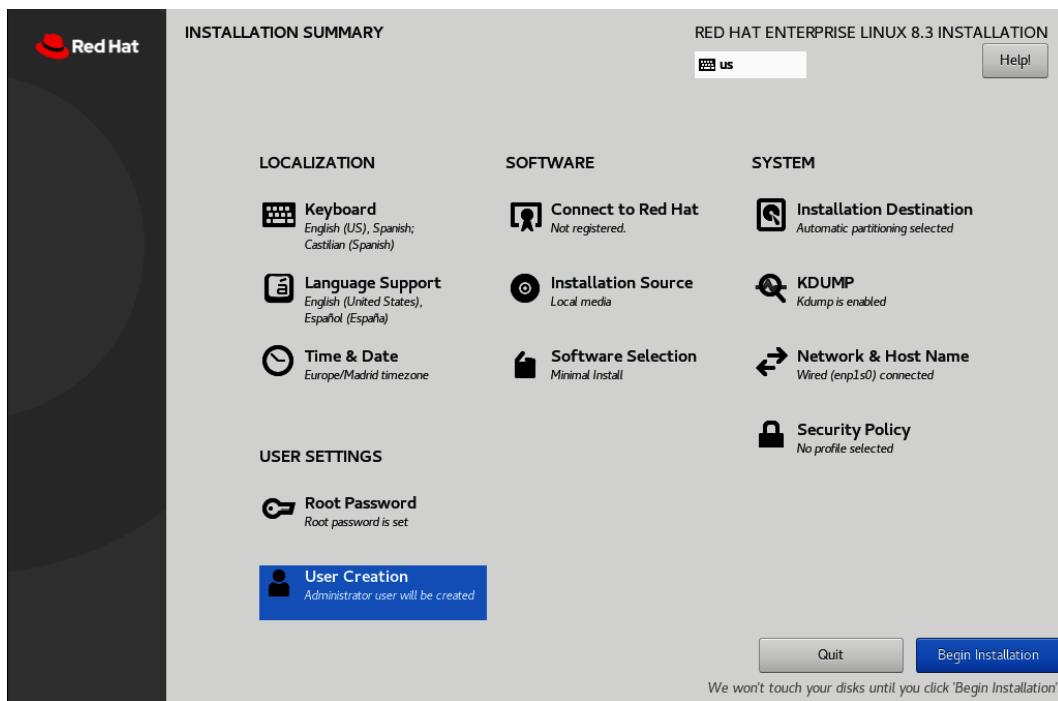 Red Hat
INSTALLATION SUMMARY
RED HAT ENTERPRISE LINUX 8.3 INSTALLATION
us
Help!
LOCALIZATION
Keyboard
English (US), Spanish;
Castilian (Spanish)
Language Support
English (United States),
Español (España)
Time & Date
Europe/Madrid timezone
SOFTWARE
Connect to Red Hat
Not registered.
Installation Source
Local media
Software Selection
Minimal Install
SYSTEM
Installation Destination
Automatic partitioning selected
KDUMP
Kdump is enabled
Network & Host Name
Wired (enp1s0) connected
Security Policy
No profile selected
USER SETTINGS
Root Password
Root password is set
User Creation
Administrator user will be created
Quit
Begin Installation
We won't touch your disks until you click 'Begin Installation'